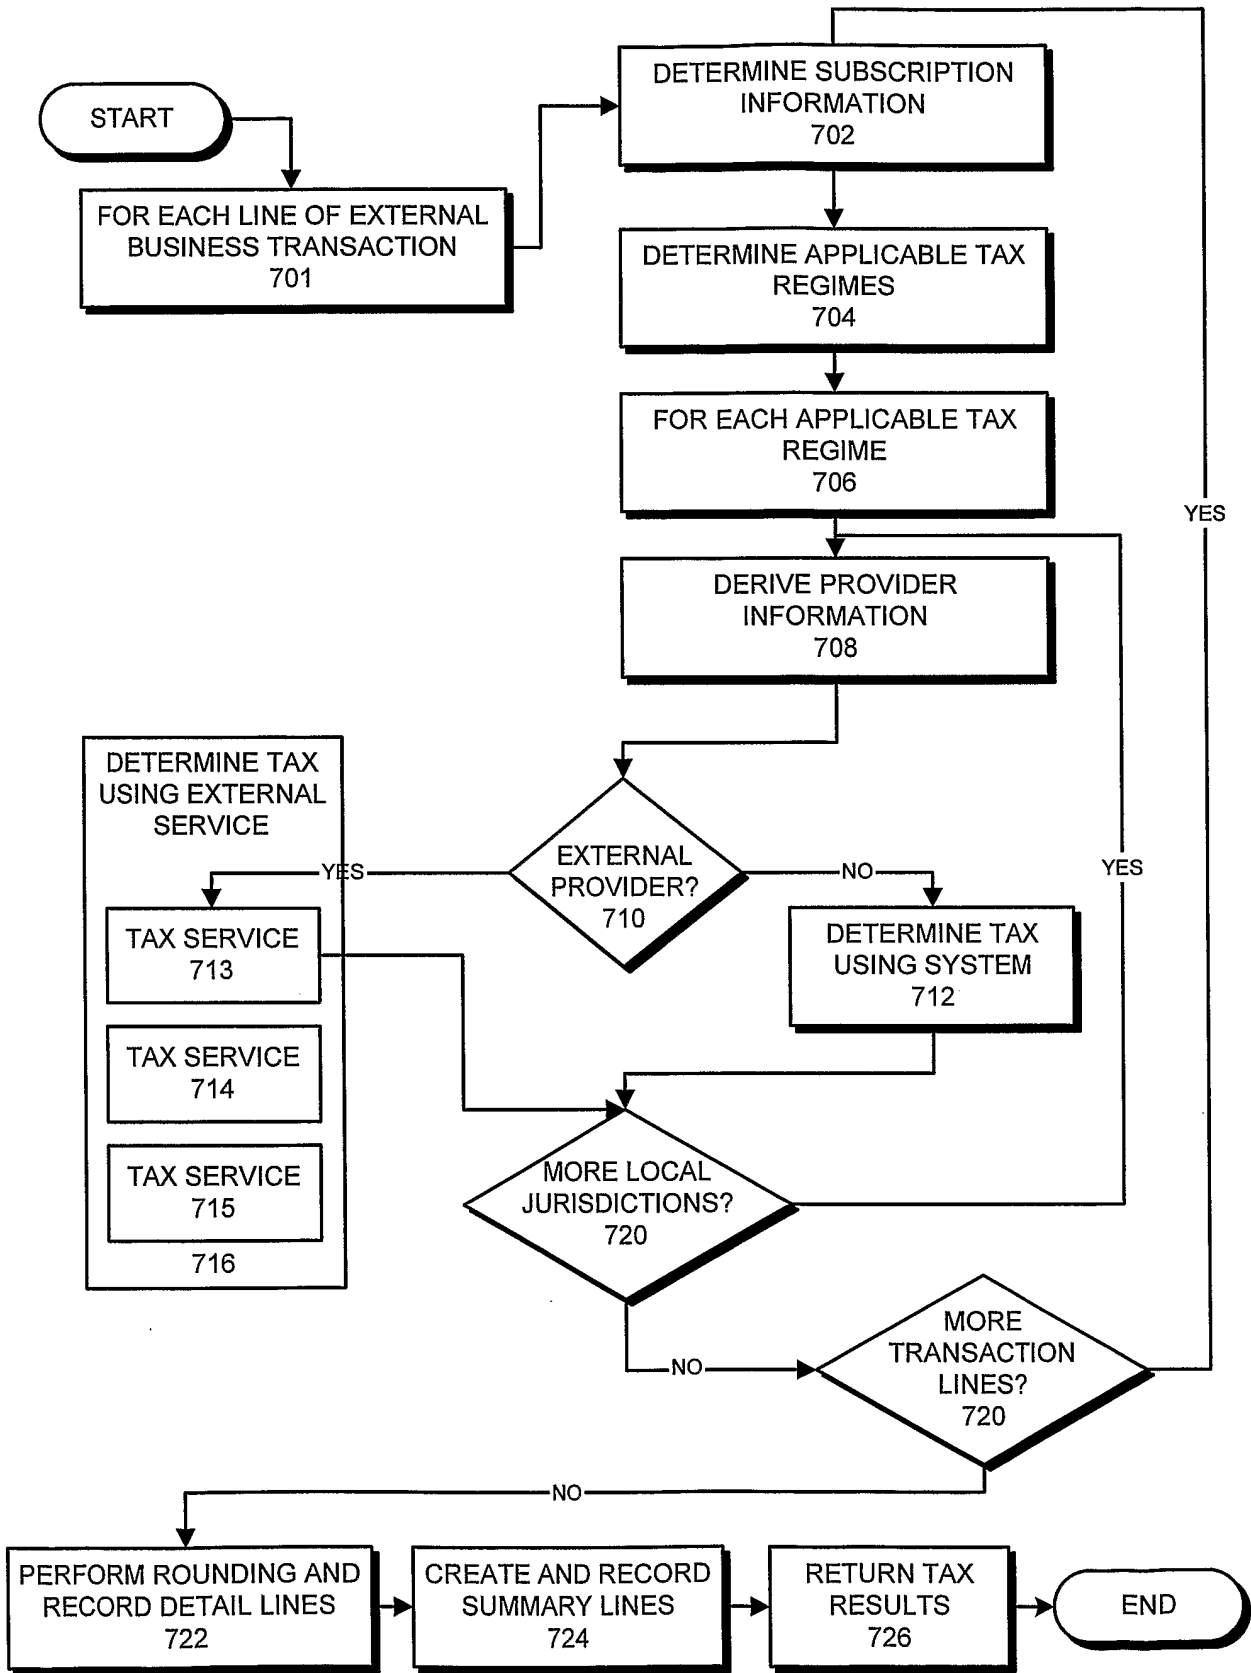 START
FOR EACH LINE OF EXTERNAL
BUSINESS TRANSACTION
701
DETERMINE SUBSCRIPTION
INFORMATION
702
DETERMINE APPLICABLE TAX
REGIMES
704
FOR EACH APPLICABLE TAX
REGIME
706
YES
DERIVE PROVIDER
INFORMATION
708
DETERMINE TAX
USING EXTERNAL
SERVICE
YES
EXTERNAL
PROVIDER?
710
NO
YES
TAX SERVICE
713
DETERMINE TAX
USING SYSTEM
712
TAX SERVICE
714
TAX SERVICE
715
716
MORE LOCAL
JURISDICTIONS?
720
NO
MORE
TRANSACTION
LINES?
720
NO
PERFORM ROUNDING AND
RECORD DETAIL LINES
722
CREATE AND RECORD
SUMMARY LINES
724
RETURN TAX
RESULTS
726
END